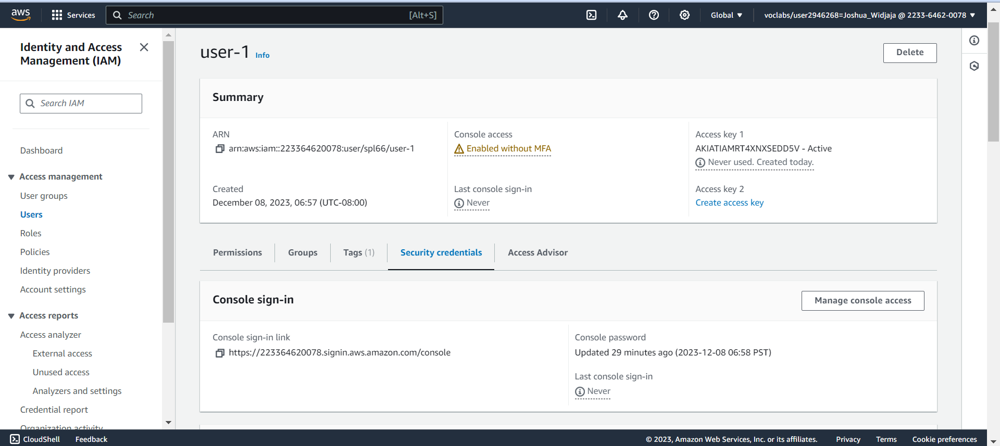 aws
Services
Search
[Alt+S]
Global
voclabs/user2946268=Joshua_Widjaja @ 2233-6462-0078
Identity and Access
Management (IAM)
Search IAM
Dashboard
Access management
User groups
Users
Roles
Policies
Identity providers
Account settings
Access reports
Access analyzer
External access
Unused access
Analyzers and settings
Credential report
Organization activity
user-1 Info
Delete
Summary
ARN
arn:aws:iam::223364620078:user/spl66/user-1
Console access
Enabled without MFA
Access key 1
AKIATIAMRT4XNXSEDD5V - Active
Never used. Created today.
Created
December 08, 2023, 06:57 (UTC-08:00)
Last console sign-in
Never
Access key 2
Create access key
Permissions
Groups
Tags (1)
Security credentials
Access Advisor
Console sign-in
Manage console access
Console sign-in link
https://223364620078.signin.aws.amazon.com/console
Console password
Updated 29 minutes ago (2023-12-08 06:58 PST)
Last console sign-in
Never
CloudShell
Feedback
© 2023, Amazon Web Services, Inc. or its affiliates.
Privacy
Terms
Cookie preferences